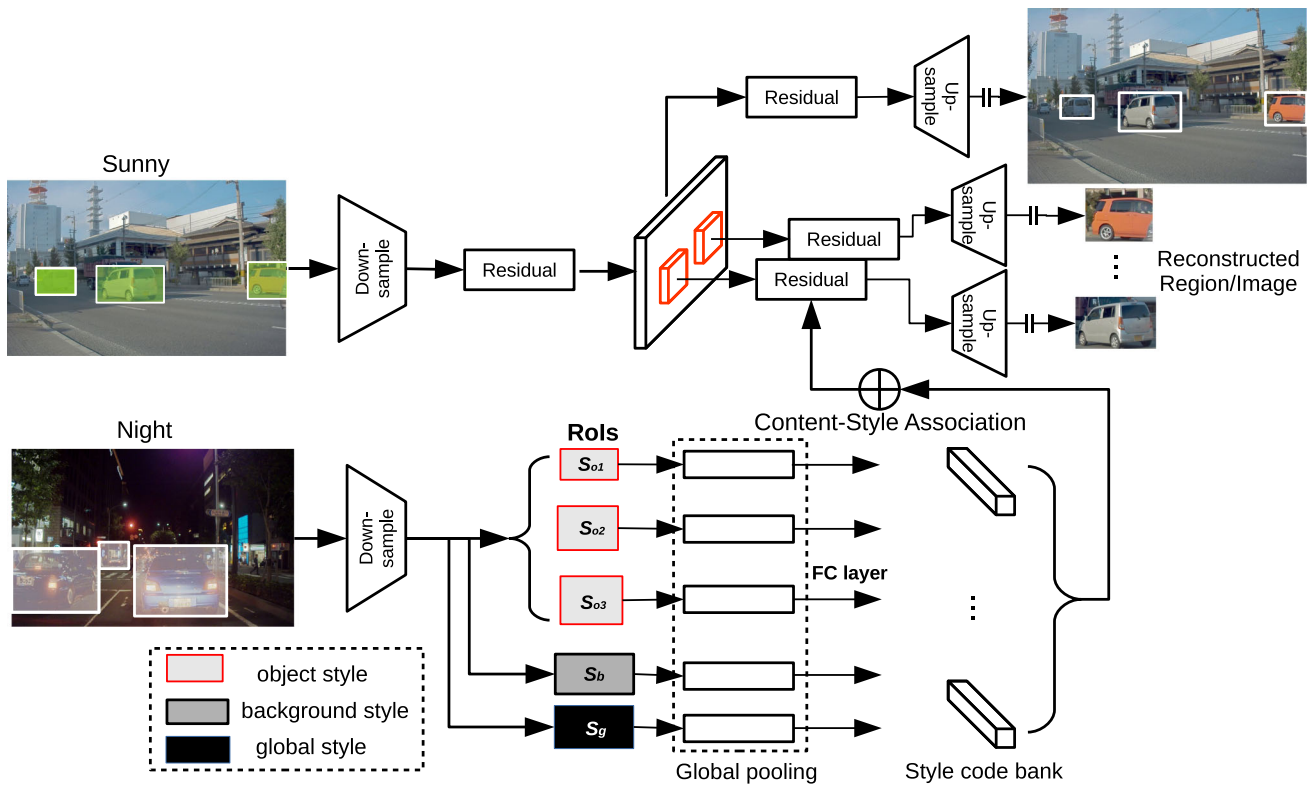 Sunny
Down-
sample
Residual
Residual
Up-
sample
Residual
Up-
sample
Residual
Up-
sample
Reconstructed
Region/Image
Content-Style Association
Night
Down-
sample
RoIs
So1
So2
So3
Sb
Sg
FC layer
Global pooling
Style code bank
object style
background style
global style